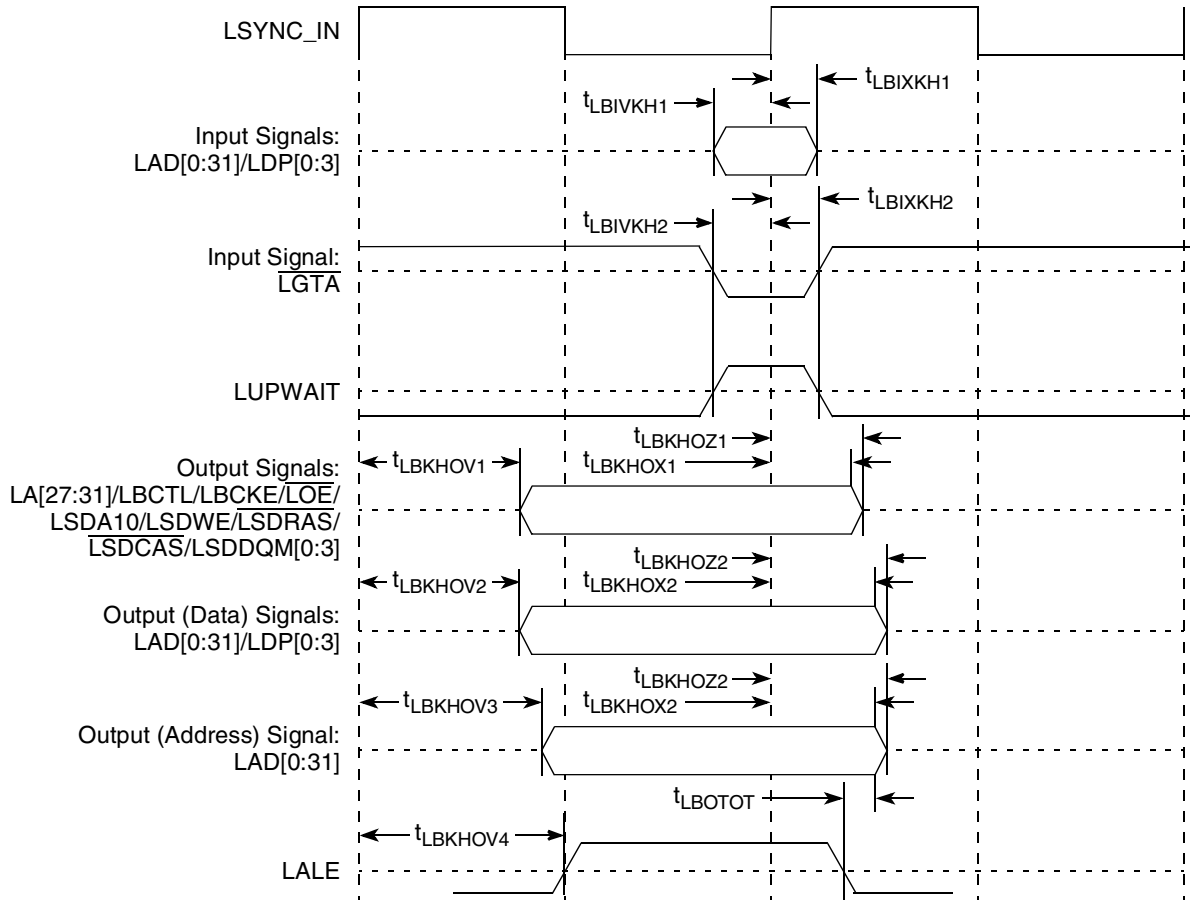 LSYNC_IN
tLBIXKH1
tLBIVKH1
Input Signals:
LAD[0:31]/LDP[0:3]
tLBIXKH2
tLBIVKH2
Input Signal:
LGTA
LUPWAIT
tLBKHOZ1
tLBKHOV1
tLBKHOX1
Output Signals:
LA[27:31]/LBCTL/LBCKE/LOE/
LSDA10/LSDWE/LSDRAS/
LSDCAS/LSDDQM[0:3]
tLBKHOZ2
tLBKHOV2
tLBKHOX2
Output (Data) Signals:
LAD[0:31]/LDP[0:3]
tLBKHOZ2
tLBKHOV3
tLBKHOX2
Output (Address) Signal:
LAD[0:31]
tLBOTOT
tLBKHOV4
LALE